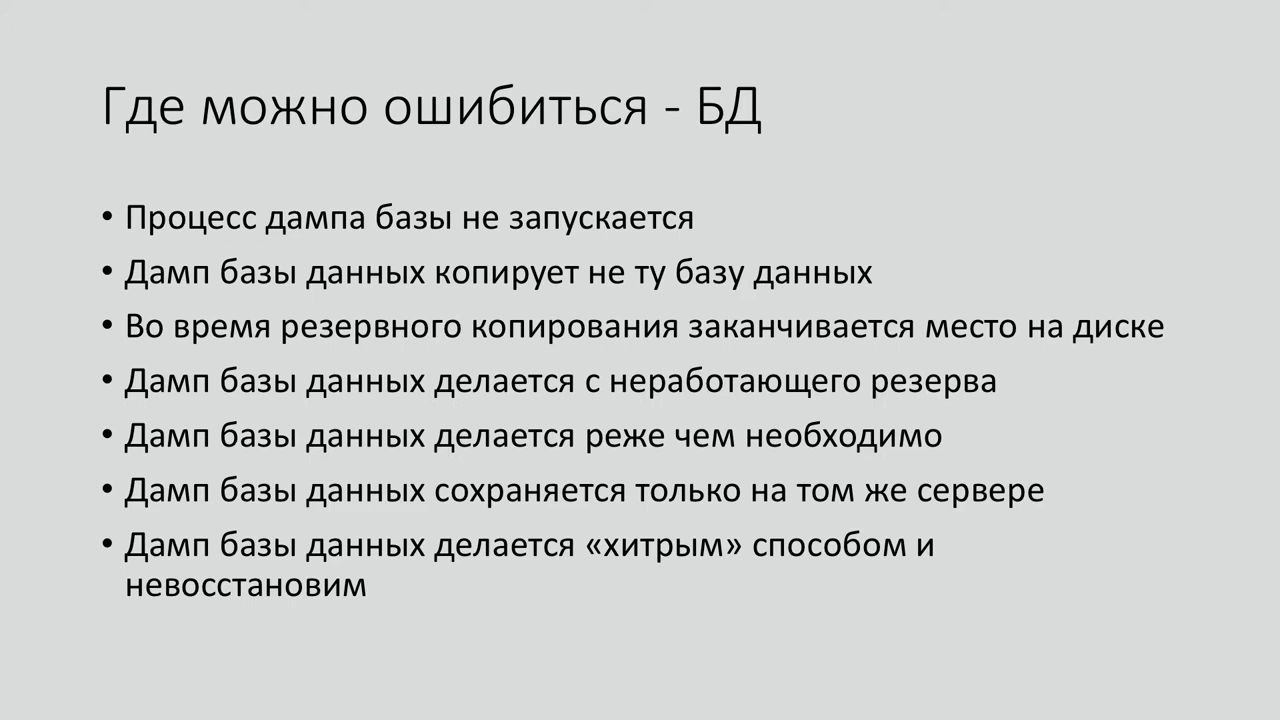 Где можно ошибиться - БД
• Процесс дампа базы не запускается
• Дамп базы данных копирует не ту базу данных
• Во время резервного копирования заканчивается место на диске
• Дамп базы данных делается с неработающего резерва
• Дамп базы данных делается реже чем необходимо
• Дамп базы данных сохраняется только на том же сервере
• Дамп базы данных делается «хитрым» способом и
невосстановим